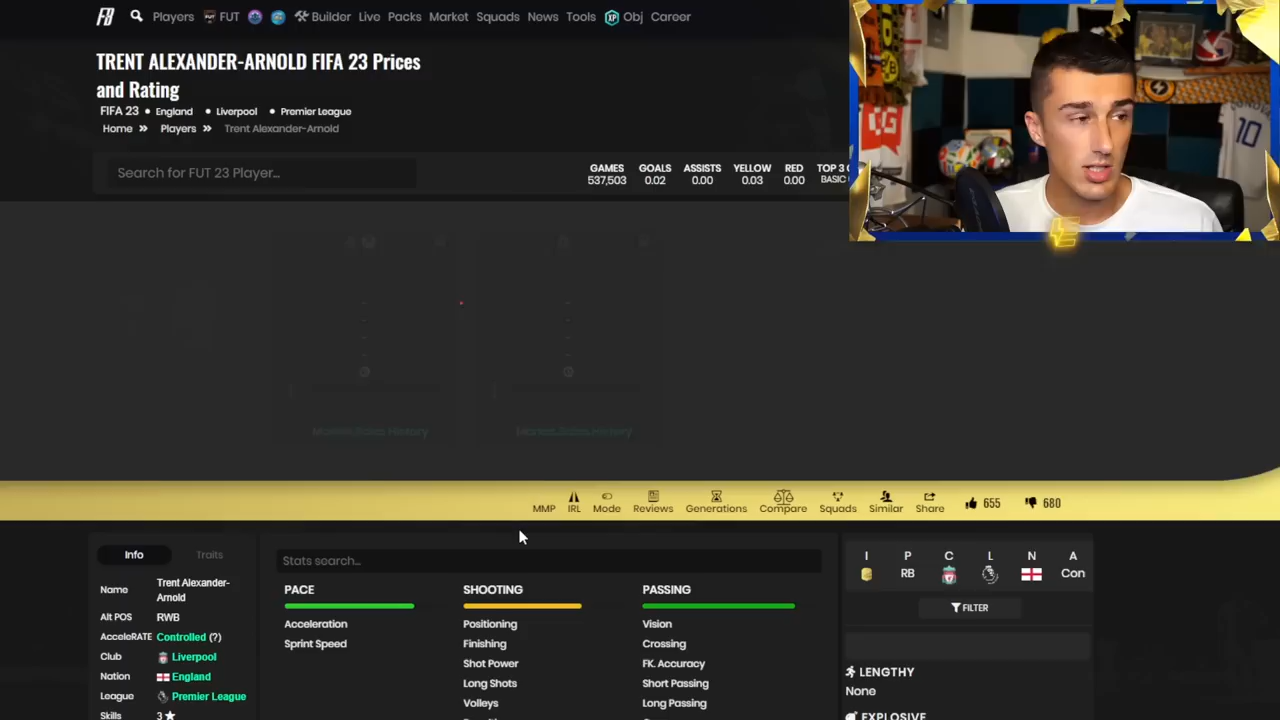 Players FUT Builder Live Packs Market Squads News Tools XP Obj Career
TRENT ALEXANDER-ARNOLD FIFA 23 Prices
and Rating
FIFA 23 • England • Liverpool • Premier League
Home » Players » Trent Alexander-Arnold
Search for FUT 23 Player...
GAMES GOALS ASSISTS YELLOW RED TOP 3 C
537,503 0.02 0.00 0.03 0.00 BASIC
10
MMP IRL Mode Reviews Generations Compare Squads Similar Share 655 680
Info Traits
Name Trent Alexander-
Arnold
Alt POS RWB
AcceleRATE Controlled (?)
Club Liverpool
Nation England
League Premier League
Skills 3★
Stats search...
PACE SHOOTING PASSING
Acceleration Positioning Vision
Sprint Speed Finishing Crossing
Shot Power FK. Accuracy
Long Shots Short Passing
Volleys Long Passing
I P C L N A
RB Con
FILTER
LENGTHY
None
EXPLOSIVE